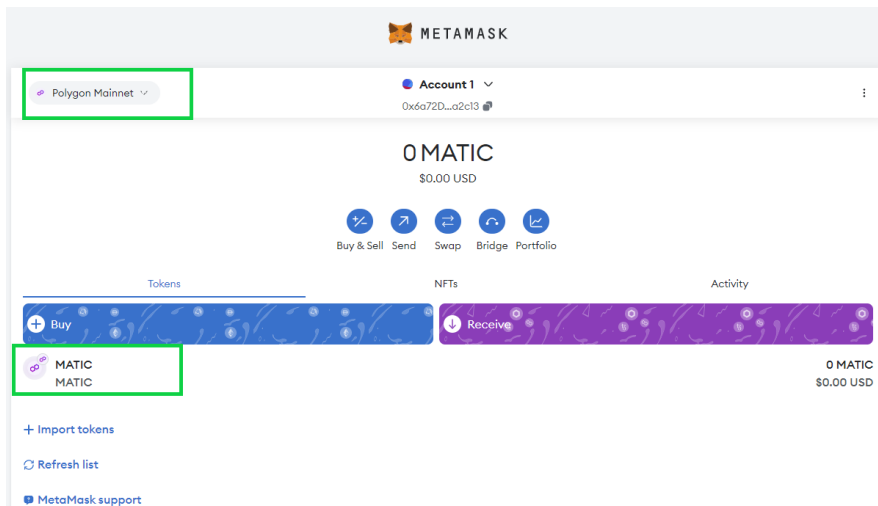 METAMASK
Polygon Mainnet
Account 1
0x6a72D...a2c13
0 MATIC
$0.00 USD
Buy & Sell Send Swap Bridge Portfolio
Tokens NFTs Activity
Buy Receive
MATIC 0 MATIC
MATIC $0.00 USD
+ Import tokens
Refresh list
MetaMask support